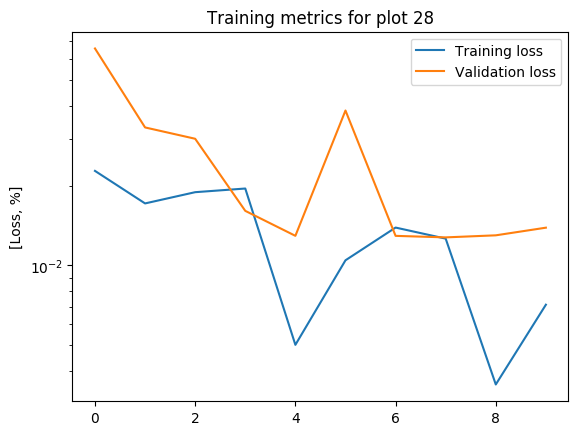 Training metrics for plot 28
Training loss
Validation loss
[Loss, %]
10⁻²
0 2 4 6 8